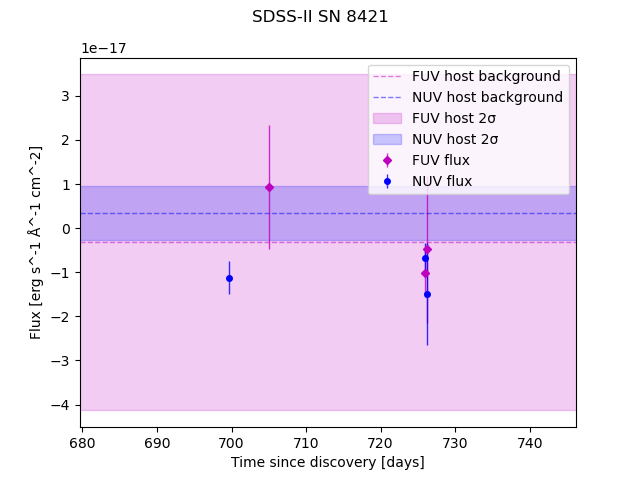 SDSS-II SN 8421
1e−17
FUV host background
NUV host background
FUV host 2σ
NUV host 2σ
FUV flux
NUV flux
3
2
1
0
−1
−2
−3
−4
Flux [erg s^-1 Å^-1 cm^-2]
680 690 700 710 720 730 740
Time since discovery [days]